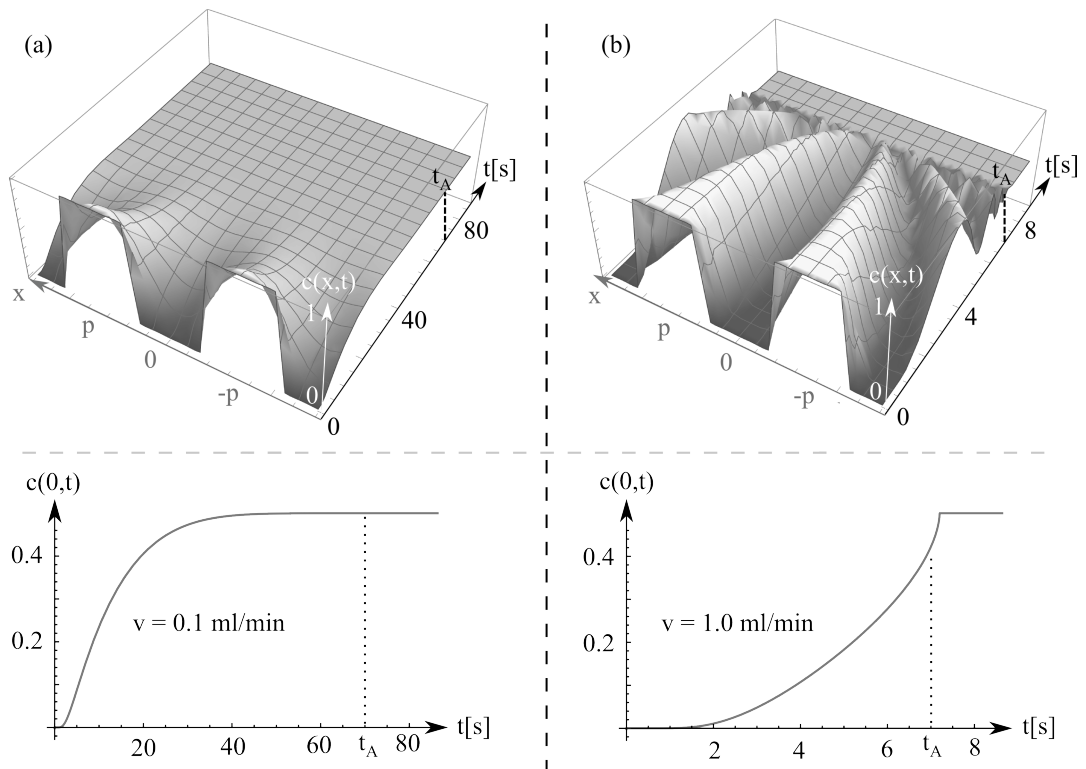 (a)
t_A
t[s]
80
c(x,t)
1
40
x
p
0
-p
0
0
(b)
t_A
t[s]
8
c(x,t)
1
4
x
p
0
-p
0
0
c(0,t)
0.4
0.2
v = 0.1 ml/min
20
40
60
t_A
80
t[s]
c(0,t)
0.4
0.2
v = 1.0 ml/min
2
4
6
t_A
8
t[s]